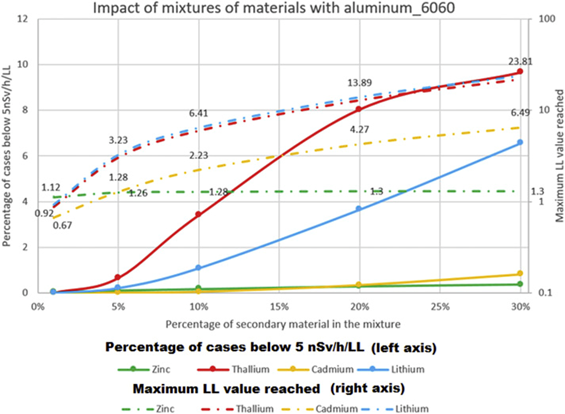 Impact of mixtures of materials with aluminum_6060
Percentage of cases below 5nSv/h/LL
12
10
8
6
4
2
0
1.12
0.92
0.67
3.23
1.28
1.26
6.41
2.23
1.28
13.89
4.27
1.3
23.81
6.49
1.3
100
10
1
0.1
Maximum LL value reached
0% 5% 10% 15% 20% 25% 30%
Percentage of secondary material in the mixture
Percentage of cases below 5 nSv/h/LL (left axis)
Zinc Thallium Cadmium Lithium
Maximum LL value reached (right axis)
Zinc Thallium Cadmium Lithium